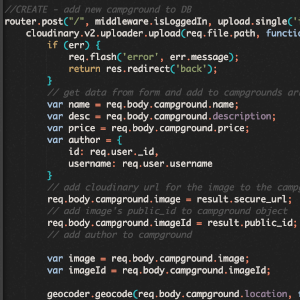 //CREATE - add new campground to DB
router.post("/", middleware.isLoggedIn, upload.single('
cloudinary.v2.uploader.upload(req.file.path,
if (err) {
req.flash('error', err.message);
return res.redirect('back');
}
// get data from form and add to campgrounds
var name = req.body.campground.name;
var desc = req.body.campground.description;
var price = req.body.campground.price;
var author = {
id: req.user._id,
username: req.user.username
}
// add cloudinary url for the image to the
req.body.campground.image = result.secure_url;
// add image's public_id to campground object
req.body.campground.imageId = result.public_id;
// add author to campground
var image = req.body.campground.image;
var imageId = req.body.campground.imageId;
geocoder.geocode(req.body.campground.location,